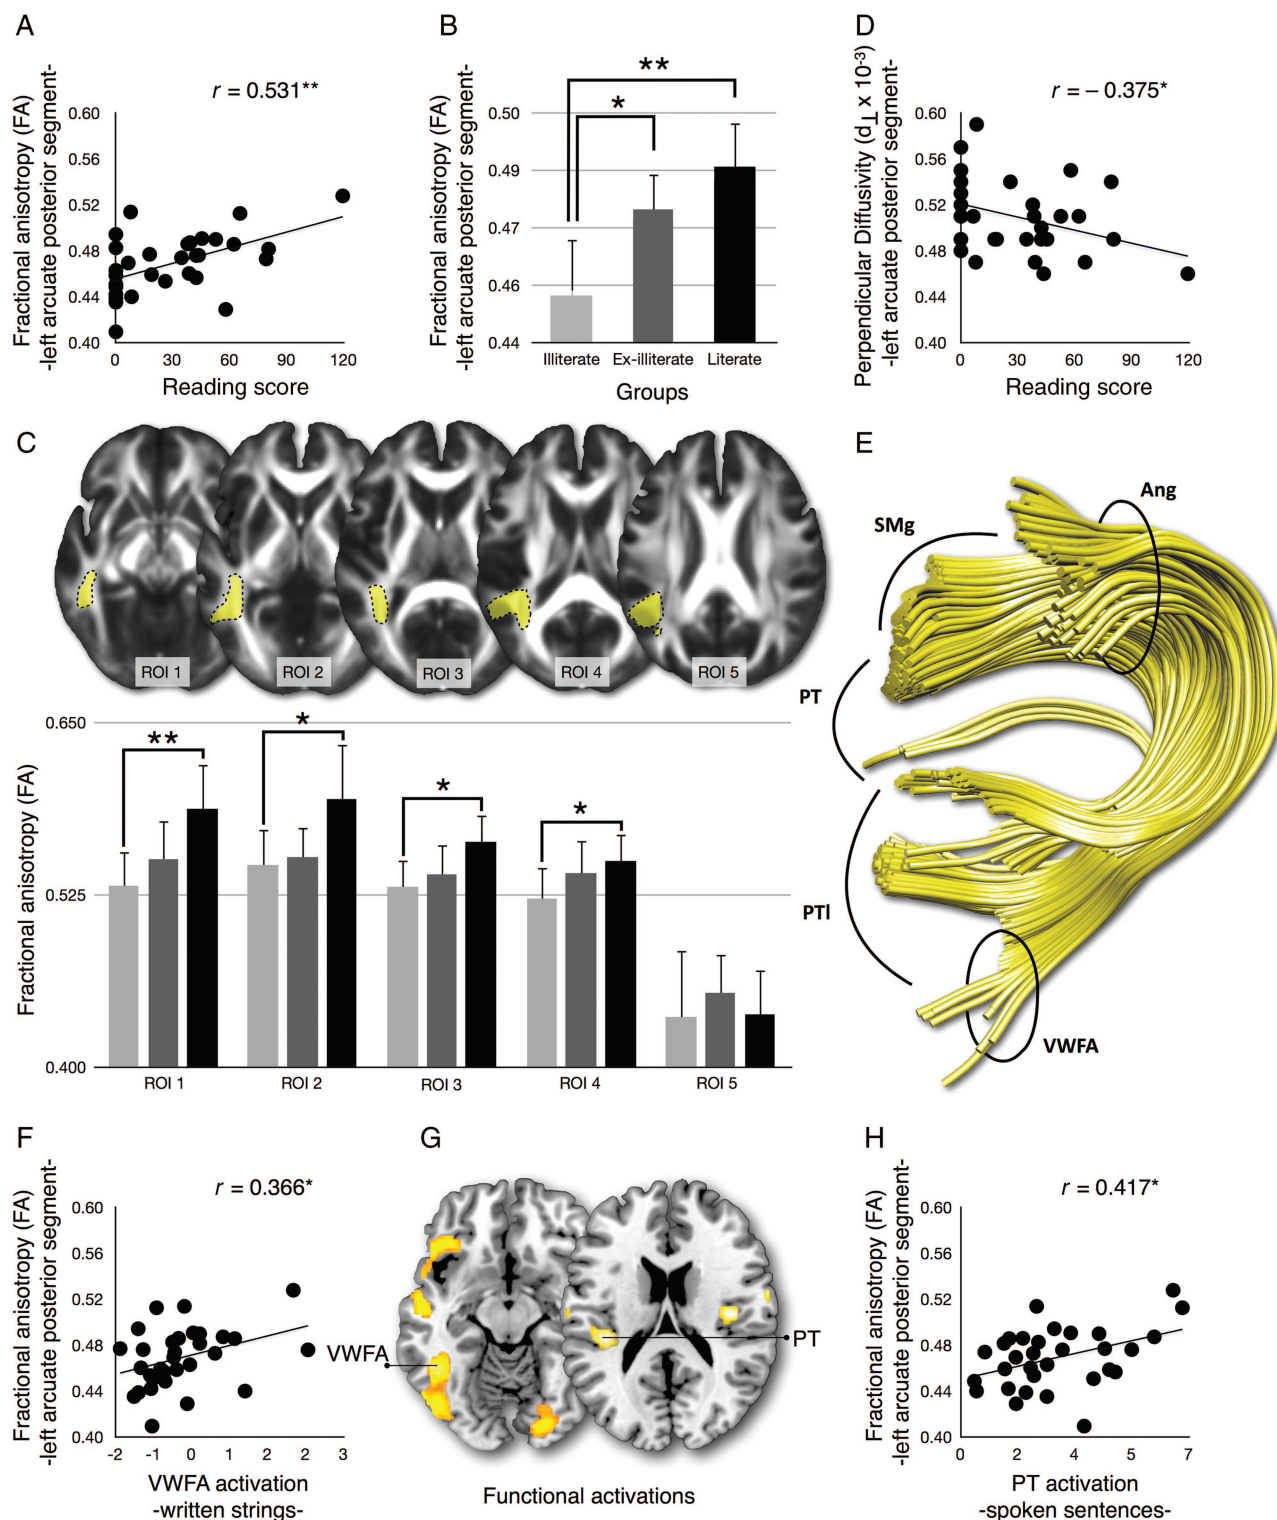 A
r = 0.531**
Fractional anisotropy (FA)
-left arcuate posterior segment-
0.60
0.56
0.52
0.48
0.44
0.40
0 30 60 90 120
Reading score
B
**
*
Fractional anisotropy (FA)
-left arcuate posterior segment-
0.50
0.49
0.47
0.46
0.44
Illiterate Ex-illiterate Literate
Groups
D
r = – 0.375*
Perpendicular Diffusivity (d⊥ x 10⁻³)
-left arcuate posterior segment-
0.60
0.56
0.52
0.48
0.44
0.40
0 30 60 90 120
Reading score
C
ROI 1 ROI 2 ROI 3 ROI 4 ROI 5
Fractional anisotropy (FA)
0.650
0.525
0.400
** * * *
ROI 1 ROI 2 ROI 3 ROI 4 ROI 5
E
Ang
SMg
PT
PTl
VWFA
F
r = 0.366*
Fractional anisotropy (FA)
-left arcuate posterior segment-
0.60
0.56
0.52
0.48
0.44
0.40
-2 -1 0 1 2 3
VWFA activation
-written strings-
G
VWFA
PT
Functional activations
H
r = 0.417*
Fractional anisotropy (FA)
-left arcuate posterior segment-
0.60
0.56
0.52
0.48
0.44
0.40
0 2 4 5 7
PT activation
-spoken sentences-